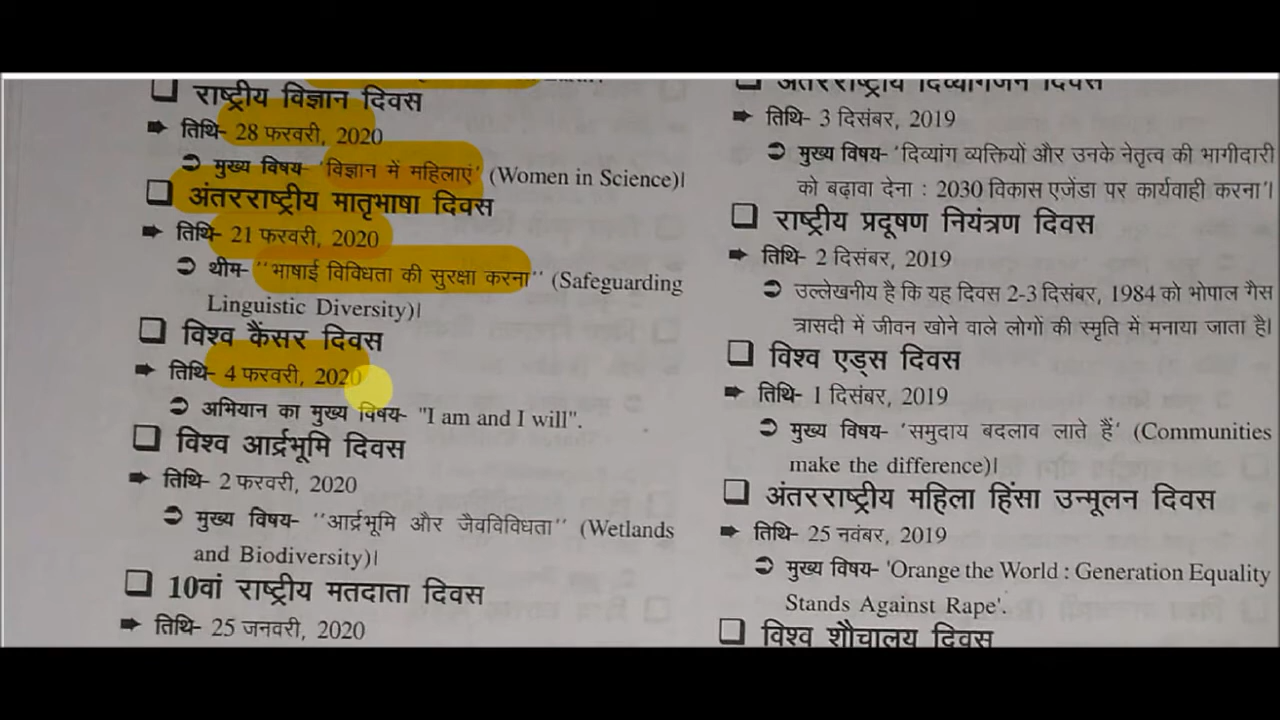 ❑ राष्ट्रीय विज्ञान दिवस
➨ तिथि- 28 फरवरी, 2020
➲ मुख्य विषय- 'विज्ञान में महिलाएं' (Women in Science)।
❑ अंतरराष्ट्रीय मातृभाषा दिवस
➨ तिथि- 21 फरवरी, 2020
➲ थीम- ''भाषाई विविधता की सुरक्षा करना'' (Safeguarding
Linguistic Diversity)।
❑ विश्व कैंसर दिवस
➨ तिथि- 4 फरवरी, 2020
➲ अभियान का मुख्य विषय- "I am and I will".
❑ विश्व आर्द्रभूमि दिवस
➨ तिथि- 2 फरवरी, 2020
➲ मुख्य विषय- ''आर्द्रभूमि और जैवविविधता'' (Wetlands
and Biodiversity)।
❑ 10वां राष्ट्रीय मतदाता दिवस
➨ तिथि- 25 जनवरी, 2020
अंतरराष्ट्रीय दिव्यांगजन दिवस
➨ तिथि- 3 दिसंबर, 2019
➲ मुख्य विषय- 'दिव्यांग व्यक्तियों और उनके नेतृत्व की भागीदारी
को बढ़ावा देना : 2030 विकास एजेंडा पर कार्यवाही करना'।
❑ राष्ट्रीय प्रदूषण नियंत्रण दिवस
➨ तिथि- 2 दिसंबर, 2019
➲ उल्लेखनीय है कि यह दिवस 2-3 दिसंबर, 1984 को भोपाल गैस
त्रासदी में जीवन खोने वाले लोगों की स्मृति में मनाया जाता है।
❑ विश्व एड्स दिवस
➨ तिथि- 1 दिसंबर, 2019
➲ मुख्य विषय- 'समुदाय बदलाव लाते हैं' (Communities
make the difference)।
❑ अंतरराष्ट्रीय महिला हिंसा उन्मूलन दिवस
➨ तिथि- 25 नवंबर, 2019
➲ मुख्य विषय- 'Orange the World : Generation Equality
Stands Against Rape'.
❑ विश्व शौचालय दिवस